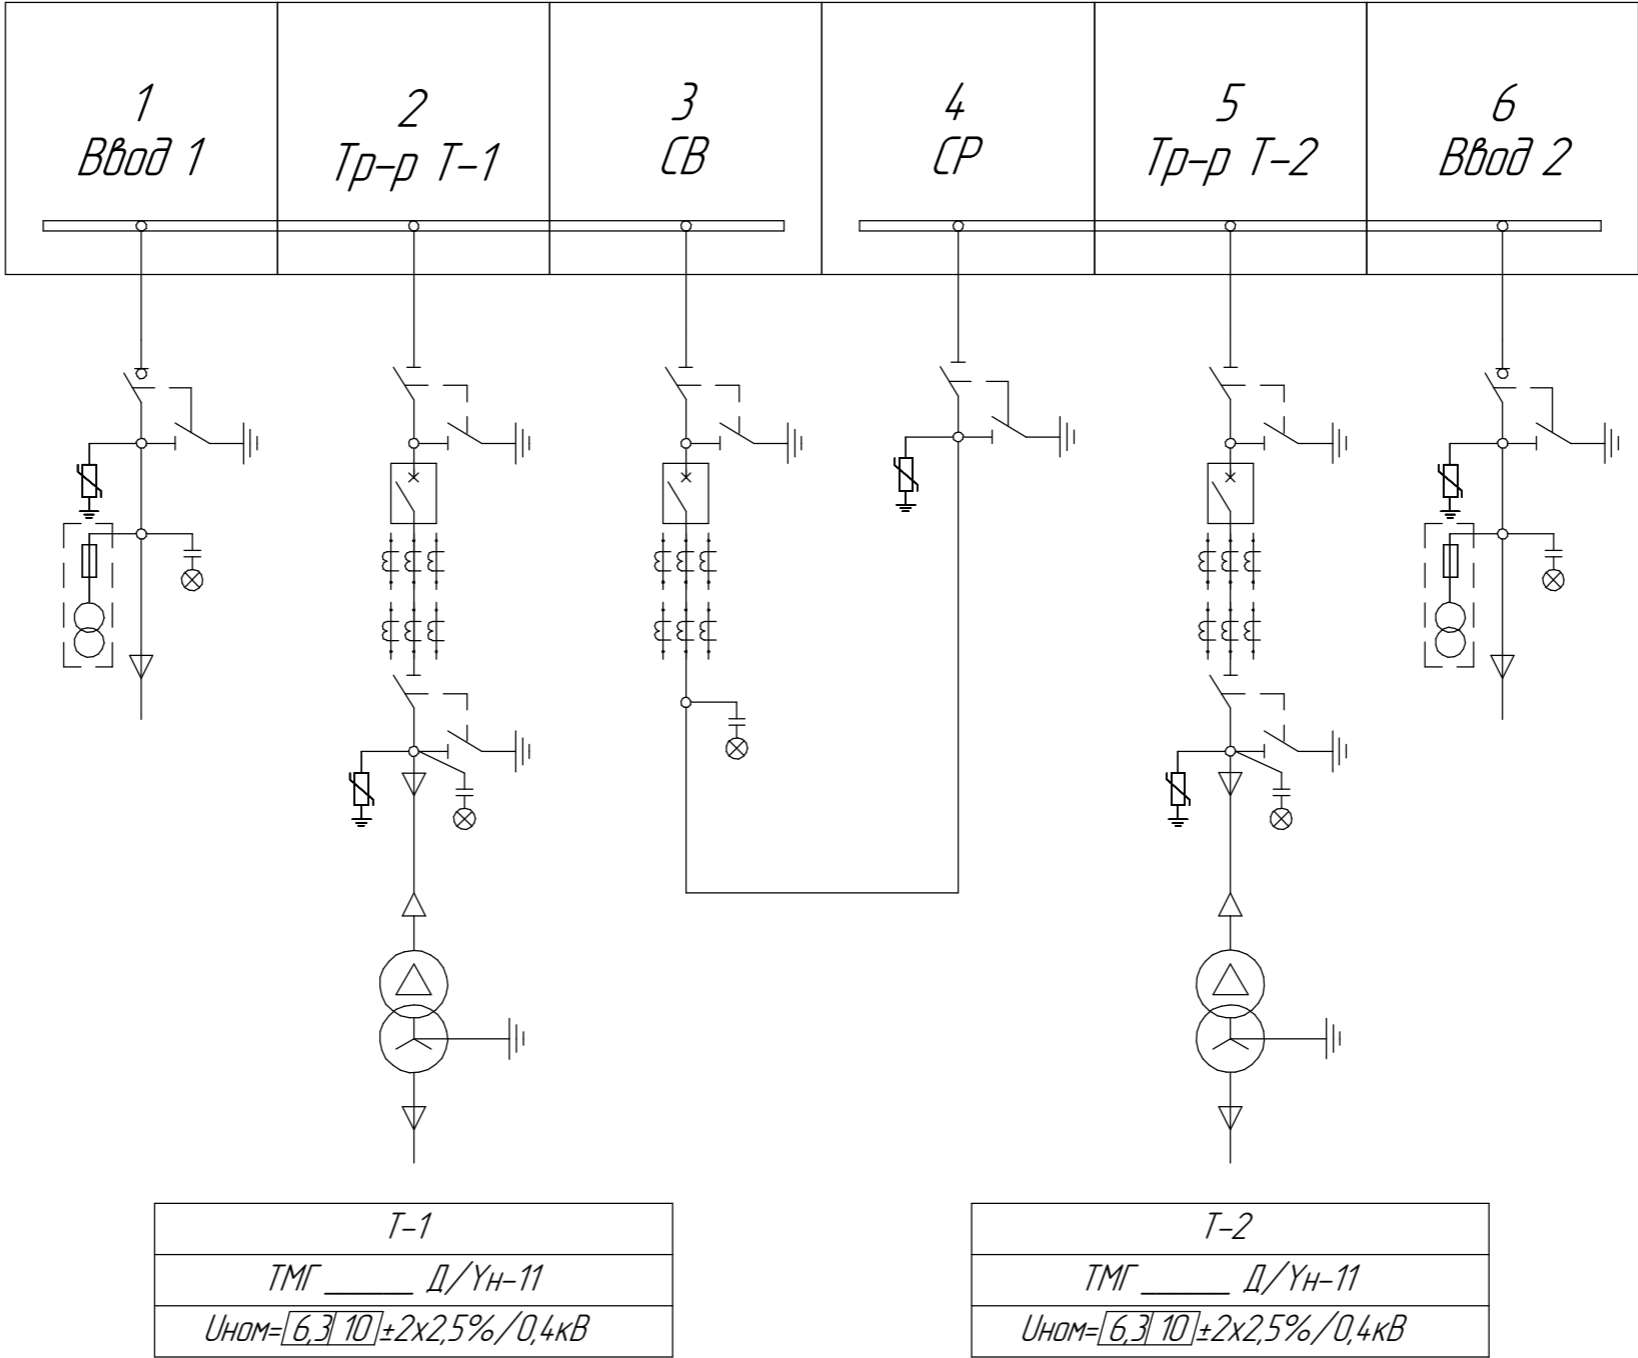 1
Ввод 1
2
Тр-р Т-1
3
СВ
4
СР
5
Тр-р Т-2
6
Ввод 2
Т-1
ТМГ ______ Д/Yн-11
Uном=6,3 10 ±2х2,5%/0,4кВ
Т-2
ТМГ ______ Д/Yн-11
Uном=6,3 10 ±2х2,5%/0,4кВ